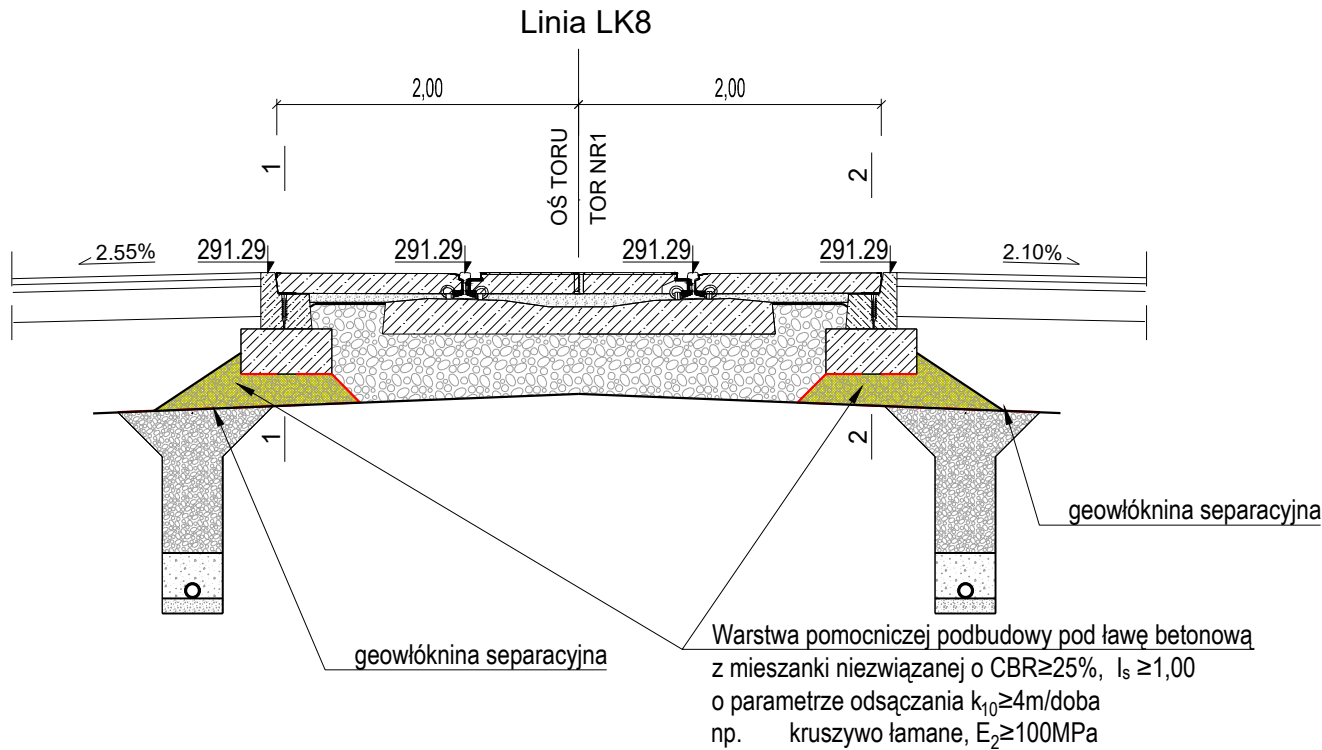 Linia LK8
2,00
2,00
OŚ TORU
TOR NR1
1
2
2.55%
291.29
291.29
291.29
291.29
2.10%
1
2
geowłóknina separacyjna
geowłóknina separacyjna
Warstwa pomocniczej podbudowy pod ławę betonową
z mieszanki niezwiązanej o CBR≥25%, Iₛ ≥1,00
o parametrze odsączania k₁₀≥4m/doba
np. kruszywo łamane, E₂≥100MPa